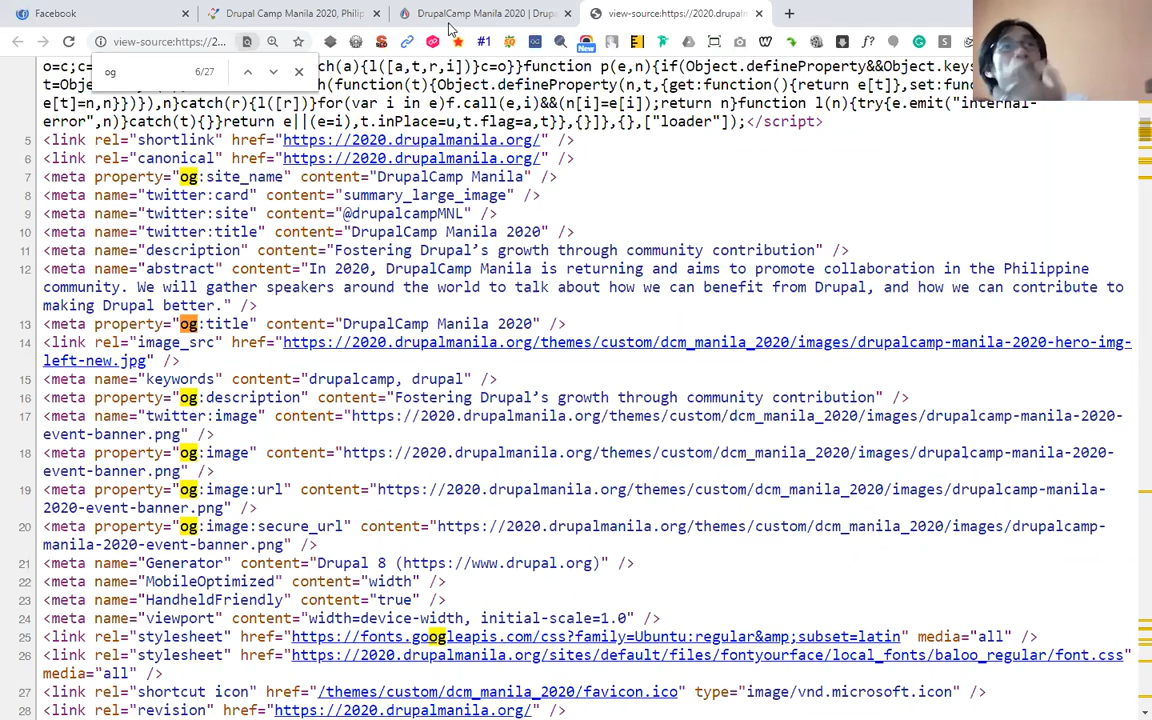 Facebook
Drupal Camp Manila 2020, Philip
DrupalCamp Manila 2020 | Drupa
view-source:https://2020.drupalm
view-source:https://2...
#1
New
f?
og
6/27
o=c;c=
(a){l([a,t,r,i])}c=o}}function p(e,n){if(Object.defineProperty&&Object.key
t=Object
unction(t){Object.defineProperty(n,t,{get:function(){return e[t]},set:func
e[t]=n,n}})}),n}catch(r){l([r])}for(var i in e)f.call(e,i)&&(n[i]=e[i]);return n}function l(n){try{e.emit("internal-
error",n)}catch(t){}}return e||(e=i),t.inPlace=u,t.flag=a,t}},{}]},{},["loader"]);</script>
5 <link rel="shortlink" href="https://2020.drupalmanila.org/" />
6 <link rel="canonical" href="https://2020.drupalmanila.org/" />
7 <meta property="og:site_name" content="DrupalCamp Manila" />
8 <meta name="twitter:card" content="summary_large_image" />
9 <meta name="twitter:site" content="@drupalcampMNL" />
10 <meta name="twitter:title" content="DrupalCamp Manila 2020" />
11 <meta name="description" content="Fostering Drupal’s growth through community contribution" />
12 <meta name="abstract" content="In 2020, DrupalCamp Manila is returning and aims to promote collaboration in the Philippine
community. We will gather speakers around the world to talk about how we can benefit from Drupal, and how we can contribute to
making Drupal better." />
13 <meta property="og:title" content="DrupalCamp Manila 2020" />
14 <link rel="image_src" href="https://2020.drupalmanila.org/themes/custom/dcm_manila_2020/images/drupalcamp-manila-2020-hero-img-
left-new.jpg" />
15 <meta name="keywords" content="drupalcamp, drupal" />
16 <meta property="og:description" content="Fostering Drupal’s growth through community contribution" />
17 <meta name="twitter:image" content="https://2020.drupalmanila.org/themes/custom/dcm_manila_2020/images/drupalcamp-manila-2020-
event-banner.png" />
18 <meta property="og:image" content="https://2020.drupalmanila.org/themes/custom/dcm_manila_2020/images/drupalcamp-manila-2020-
event-banner.png" />
19 <meta property="og:image:url" content="https://2020.drupalmanila.org/themes/custom/dcm_manila_2020/images/drupalcamp-manila-
2020-event-banner.png" />
20 <meta property="og:image:secure_url" content="https://2020.drupalmanila.org/themes/custom/dcm_manila_2020/images/drupalcamp-
manila-2020-event-banner.png" />
21 <meta name="Generator" content="Drupal 8 (https://www.drupal.org)" />
22 <meta name="MobileOptimized" content="width" />
23 <meta name="HandheldFriendly" content="true" />
24 <meta name="viewport" content="width=device-width, initial-scale=1.0" />
25 <link rel="stylesheet" href="https://fonts.googleapis.com/css?family=Ubuntu:regular&amp;subset=latin" media="all" />
26 <link rel="stylesheet" href="https://2020.drupalmanila.org/sites/default/files/fontyourface/local_fonts/baloo_regular/font.css"
media="all" />
27 <link rel="shortcut icon" href="/themes/custom/dcm_manila_2020/favicon.ico" type="image/vnd.microsoft.icon" />
28 <link rel="revision" href="https://2020.drupalmanila.org/" />